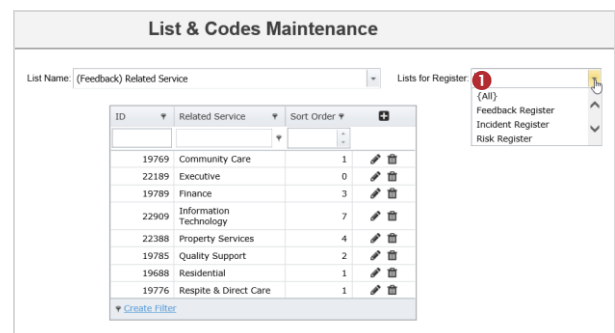 List & Codes Maintenance
List Name: (Feedback) Related Service
Lists for Register:
1
{All}
Feedback Register
Incident Register
Risk Register
ID Related Service Sort Order
19769 Community Care 1
22189 Executive 0
19789 Finance 3
22909 Information Technology 7
22388 Property Services 4
19785 Quality Support 2
19688 Residential 1
19776 Respite & Direct Care 1
Create Filter